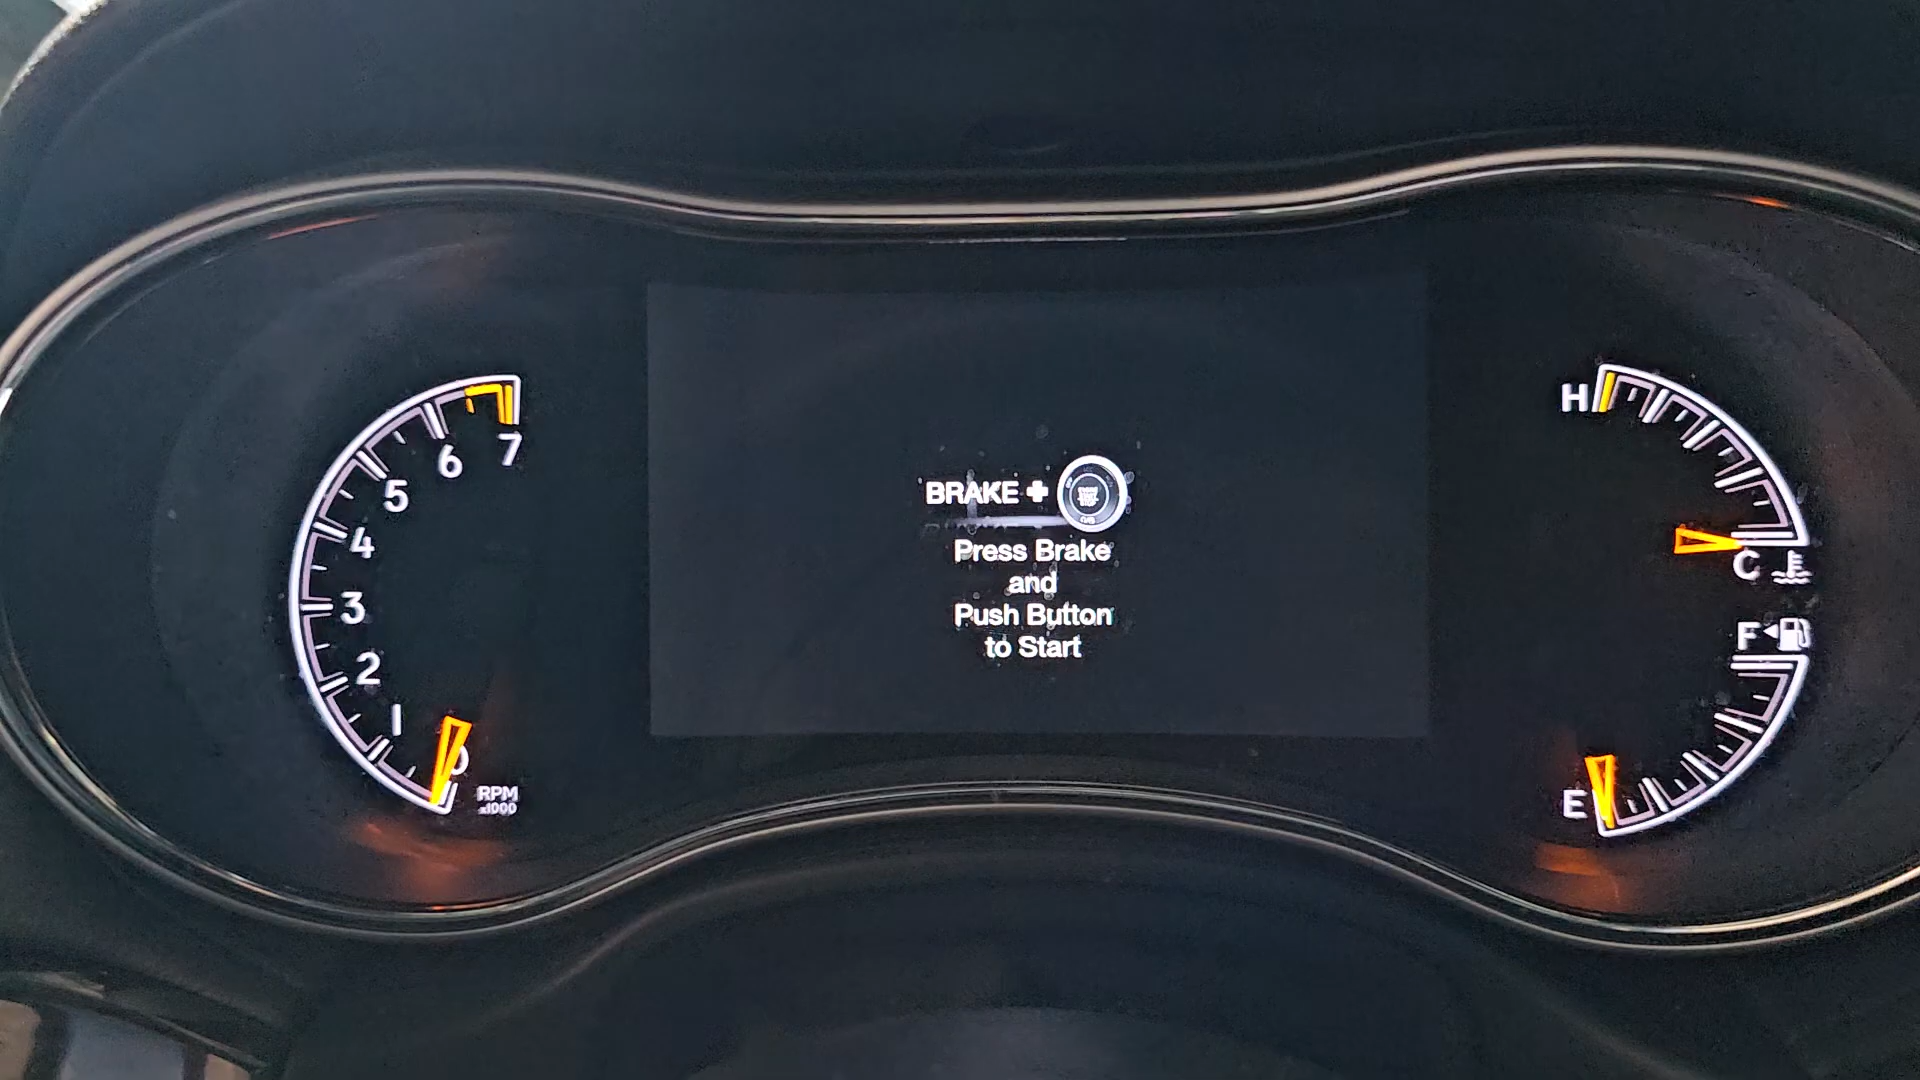 7
6
5
4
3
2
1
0
RPM
x1000
BRAKE +
Press Brake
and
Push Button
to Start
H
C
F
E